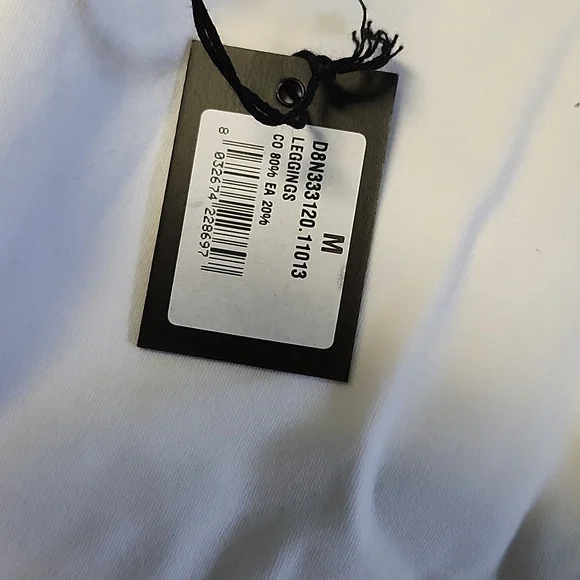 M
D8N333120.11013
LEGGINGS
CO 80% EA 20%
8 032674 228697